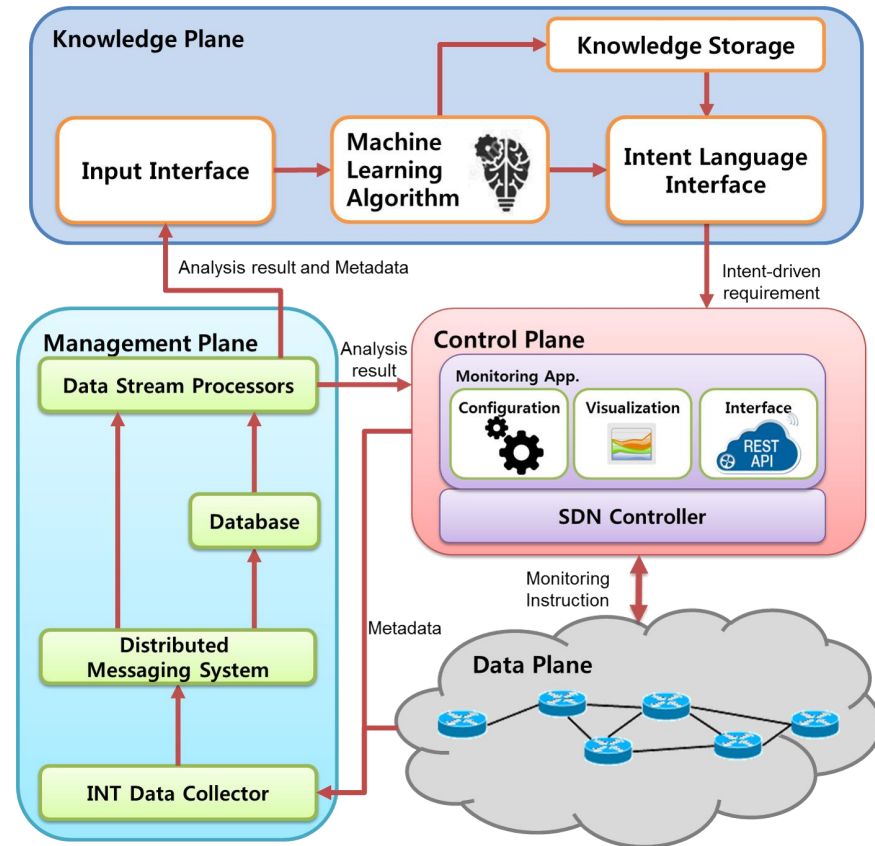 Knowledge Plane
Knowledge Storage
Input Interface
Machine
Learning
Algorithm
Intent Language
Interface
Analysis result and Metadata
Intent-driven
requirement
Management Plane
Data Stream Processors
Analysis
result
Control Plane
Monitoring App.
Configuration
Visualization
Interface
REST
API
SDN Controller
Database
Monitoring
Instruction
Distributed
Messaging System
Metadata
Data Plane
INT Data Collector